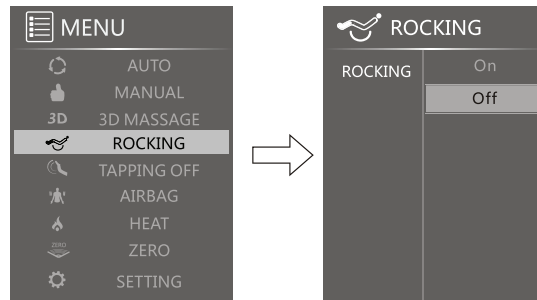 MENU
AUTO
MANUAL
3D 3D MASSAGE
ROCKING
TAPPING OFF
AIRBAG
HEAT
ZERO ZERO
SETTING
ROCKING
ROCKING
On
Off